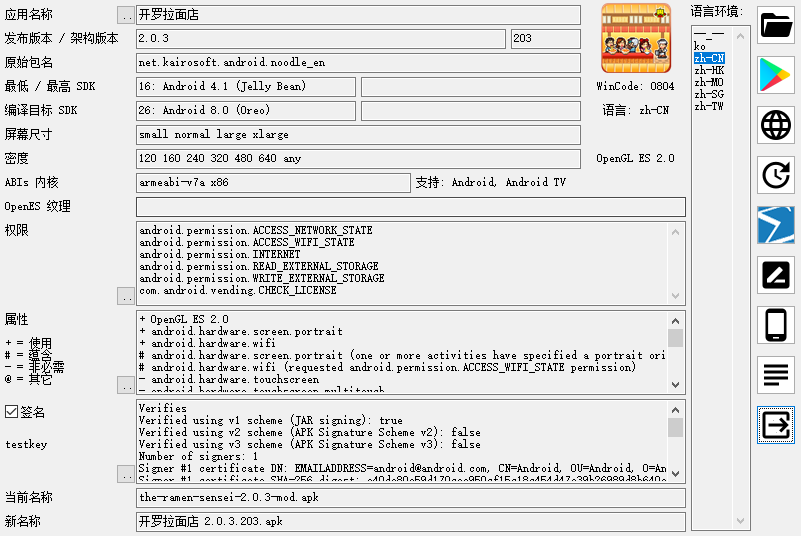 应用名称 .. 开罗拉面店
发布版本 / 架构版本 2.0.3 203
原始包名 net.kairosoft.android.noodle_en
最低 / 最高 SDK 16: Android 4.1 (Jelly Bean)
编译目标 SDK 26: Android 8.0 (Oreo)
屏幕尺寸 small normal large xlarge
密度 120 160 240 320 480 640 any
ABIs 内核 armeabi-v7a x86 支持: Android, Android TV
OpenES 纹理
权限
android.permission.ACCESS_NETWORK_STATE
android.permission.ACCESS_WIFI_STATE
android.permission.INTERNET
android.permission.READ_EXTERNAL_STORAGE
android.permission.WRITE_EXTERNAL_STORAGE
com.android.vending.CHECK_LICENSE
..
属性
+ = 使用
# = 蕴含
- = 非必需
@ = 其它
+ OpenGL ES 2.0
+ android.hardware.screen.portrait
+ android.hardware.wifi
# android.hardware.screen.portrait (one or more activities have specified a portrait ori
# android.hardware.wifi (requested android.permission.ACCESS_WIFI_STATE permission)
- android.hardware.touchscreen
- android.hardware.touchscreen.multitouch
..
签名
testkey
Verifies
Verified using v1 scheme (JAR signing): true
Verified using v2 scheme (APK Signature Scheme v2): false
Verified using v3 scheme (APK Signature Scheme v3): false
Number of signers: 1
Signer #1 certificate DN: EMAILADDRESS=android@android.com, CN=Android, OU=Android, O=An
Signer #1 certificate SHA-256 digest:
..
当前名称 the-ramen-sensei-2.0.3-mod.apk
新名称 开罗拉面店 2.0.3.203.apk
WinCode: 0804
语言: zh-CN
OpenGL ES 2.0
语言环境:
--_--
ko
zh-CN
zh-HK
zh-MO
zh-SG
zh-TW